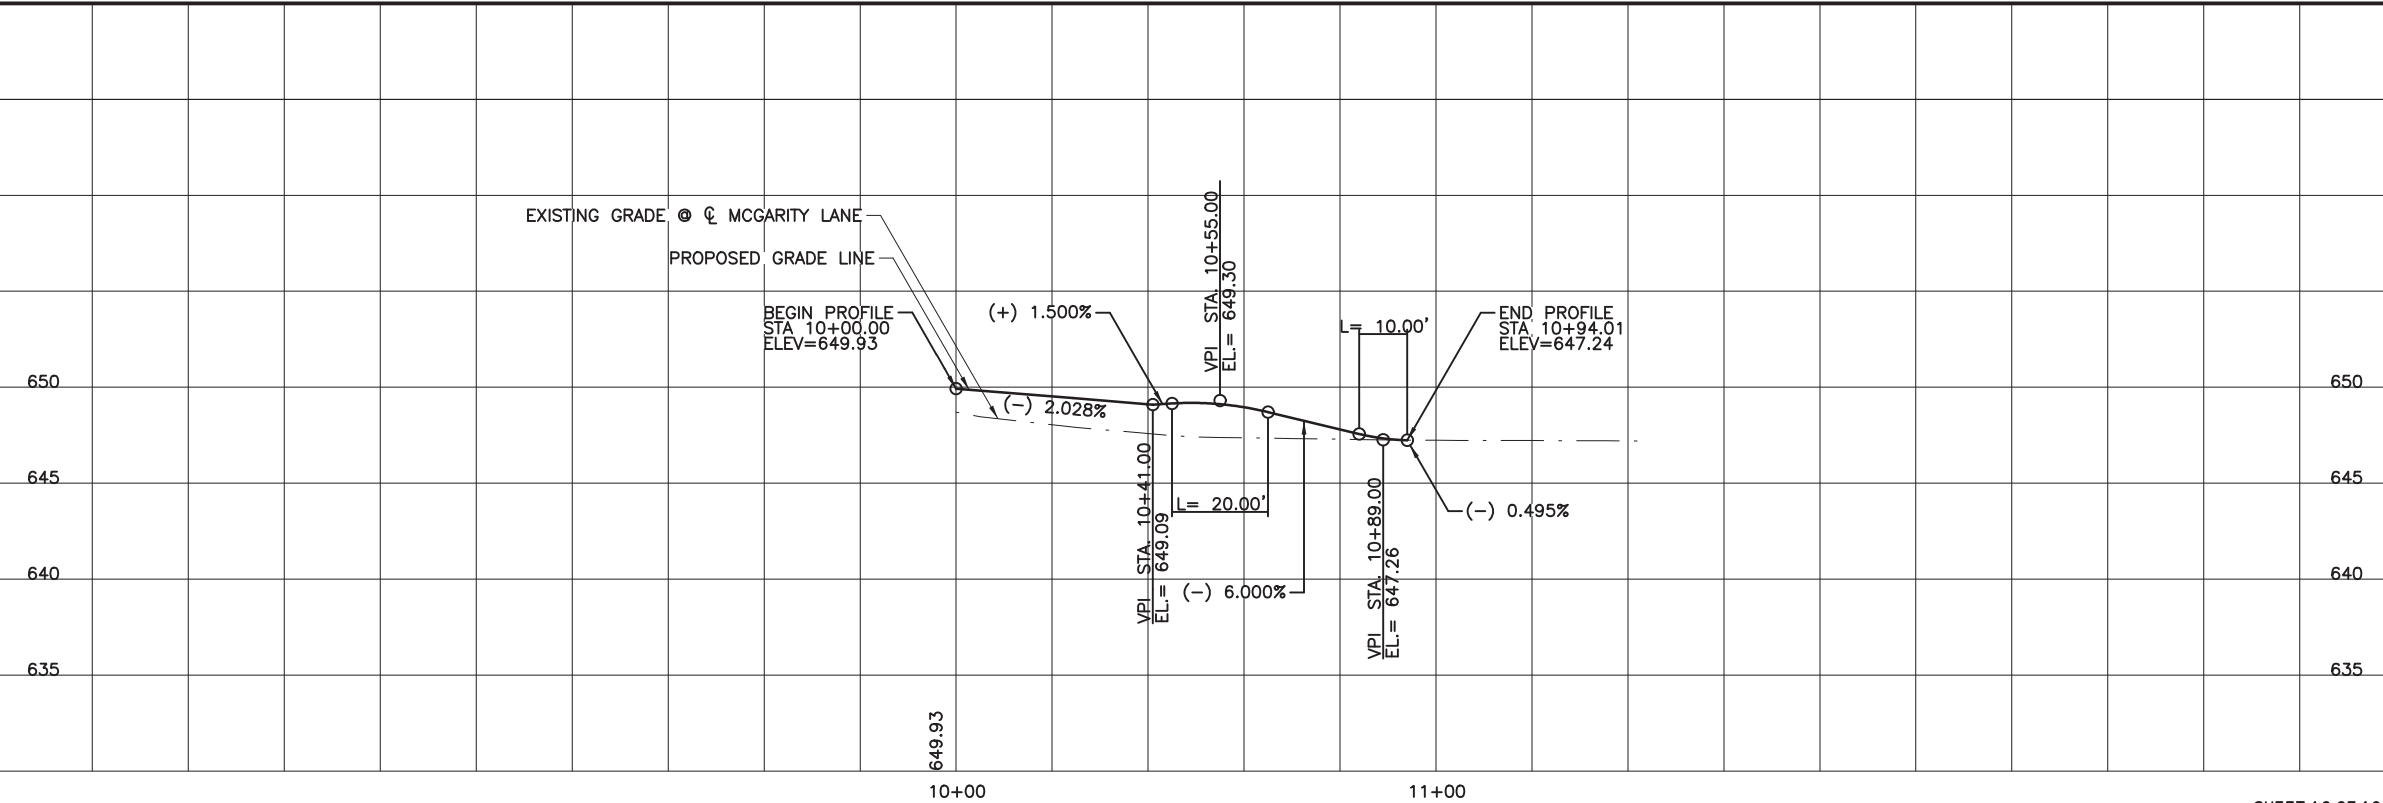 EXISTING GRADE @ ℄ MCGARITY LANE
PROPOSED GRADE LINE
BEGIN PROFILE
STA 10+00.00
ELEV=649.93
(+) 1.500%
VPI STA. 10+55.00
EL.= 649.30
L= 10.00'
END PROFILE
STA 10+94.01
ELEV=647.24
650
650
(-) 2.028%
645
645
VPI STA. 10+41.00
EL.= 649.09
L= 20.00'
(-) 0.495%
VPI STA. 10+89.00
EL.= 647.26
640
640
(-) 6.000%
635
635
649.93
10+00
11+00